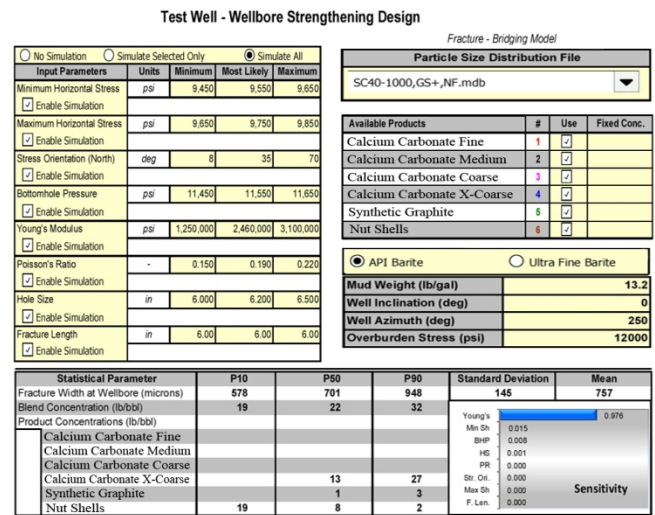 Test Well - Wellbore Strengthening Design
Fracture - Bridging Model
No Simulation Simulate Selected Only Simulate All
Input Parameters Units Minimum Most Likely Maximum
Minimum Horizontal Stress psi 9,450 9,550 9,650
Enable Simulation
Maximum Horizontal Stress psi 9,650 9,750 9,850
Enable Simulation
Stress Orientation (North) deg 8 35 70
Enable Simulation
Bottomhole Pressure psi 11,450 11,550 11,650
Enable Simulation
Young's Modulus psi 1,250,000 2,460,000 3,100,000
Enable Simulation
Poisson's Ratio - 0.150 0.190 0.220
Enable Simulation
Hole Size in 6.000 6.200 6.500
Enable Simulation
Fracture Length in 6.00 6.00 6.00
Enable Simulation
Particle Size Distribution File
SC40-1000,GS+,NF.mdb
Available Products # Use Fixed Conc.
Calcium Carbonate Fine 1
Calcium Carbonate Medium 2
Calcium Carbonate Coarse 3
Calcium Carbonate X-Coarse 4
Synthetic Graphite 5
Nut Shells 6
API Barite Ultra Fine Barite
Mud Weight (lb/gal) 13.2
Well Inclination (deg) 0
Well Azimuth (deg) 250
Overburden Stress (psi) 12000
Statistical Parameter P10 P50 P90 Standard Deviation Mean
Fracture Width at Wellbore (microns) 578 701 948 145 757
Blend Concentration (lb/bbl) 19 22 32
Product Concentrations (lb/bbl)
Calcium Carbonate Fine
Calcium Carbonate Medium
Calcium Carbonate Coarse
Calcium Carbonate X-Coarse 13 27
Synthetic Graphite 1 3
Nut Shells 19 8 2
Young's 0.976
Min Sh 0.015
BHP 0.008
HS 0.001
PR 0.000
Str. Ori. 0.000
Max Sh 0.000
F. Len. 0.000
Sensitivity